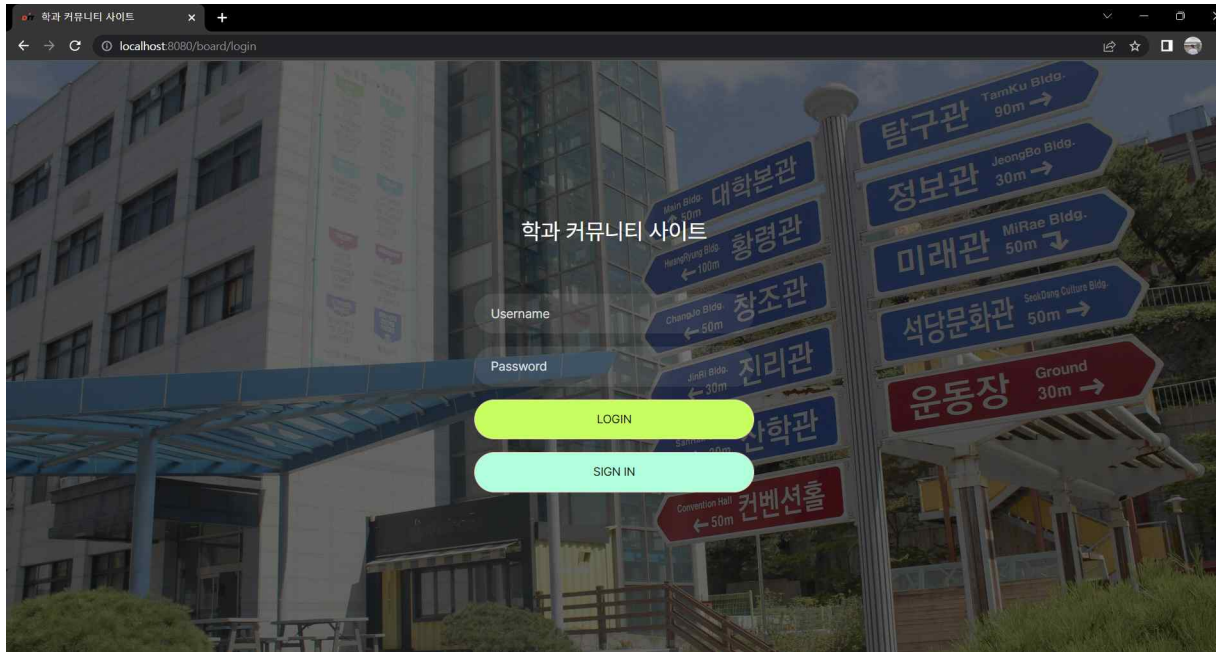 학과 커뮤니티 사이트
localhost:8080/board/login
학과 커뮤니티 사이트
Username
Password
LOGIN
SIGN IN
Main Bldg. 대학본관
50m
HwangRyung Bldg. 황령관
←100m
ChangJo Bldg. 창조관
←50m
JinRi Bldg. 진리관
←30m
산학관
Convention Hall 컨벤션홀
←50m
탐구관 TamKu Bldg.
90m →
정보관 JeongBo Bldg.
30m →
미래관 MiRae Bldg.
50m
석당문화관 SeokDang Culture Bldg.
50m →
운동장 Ground
30m →